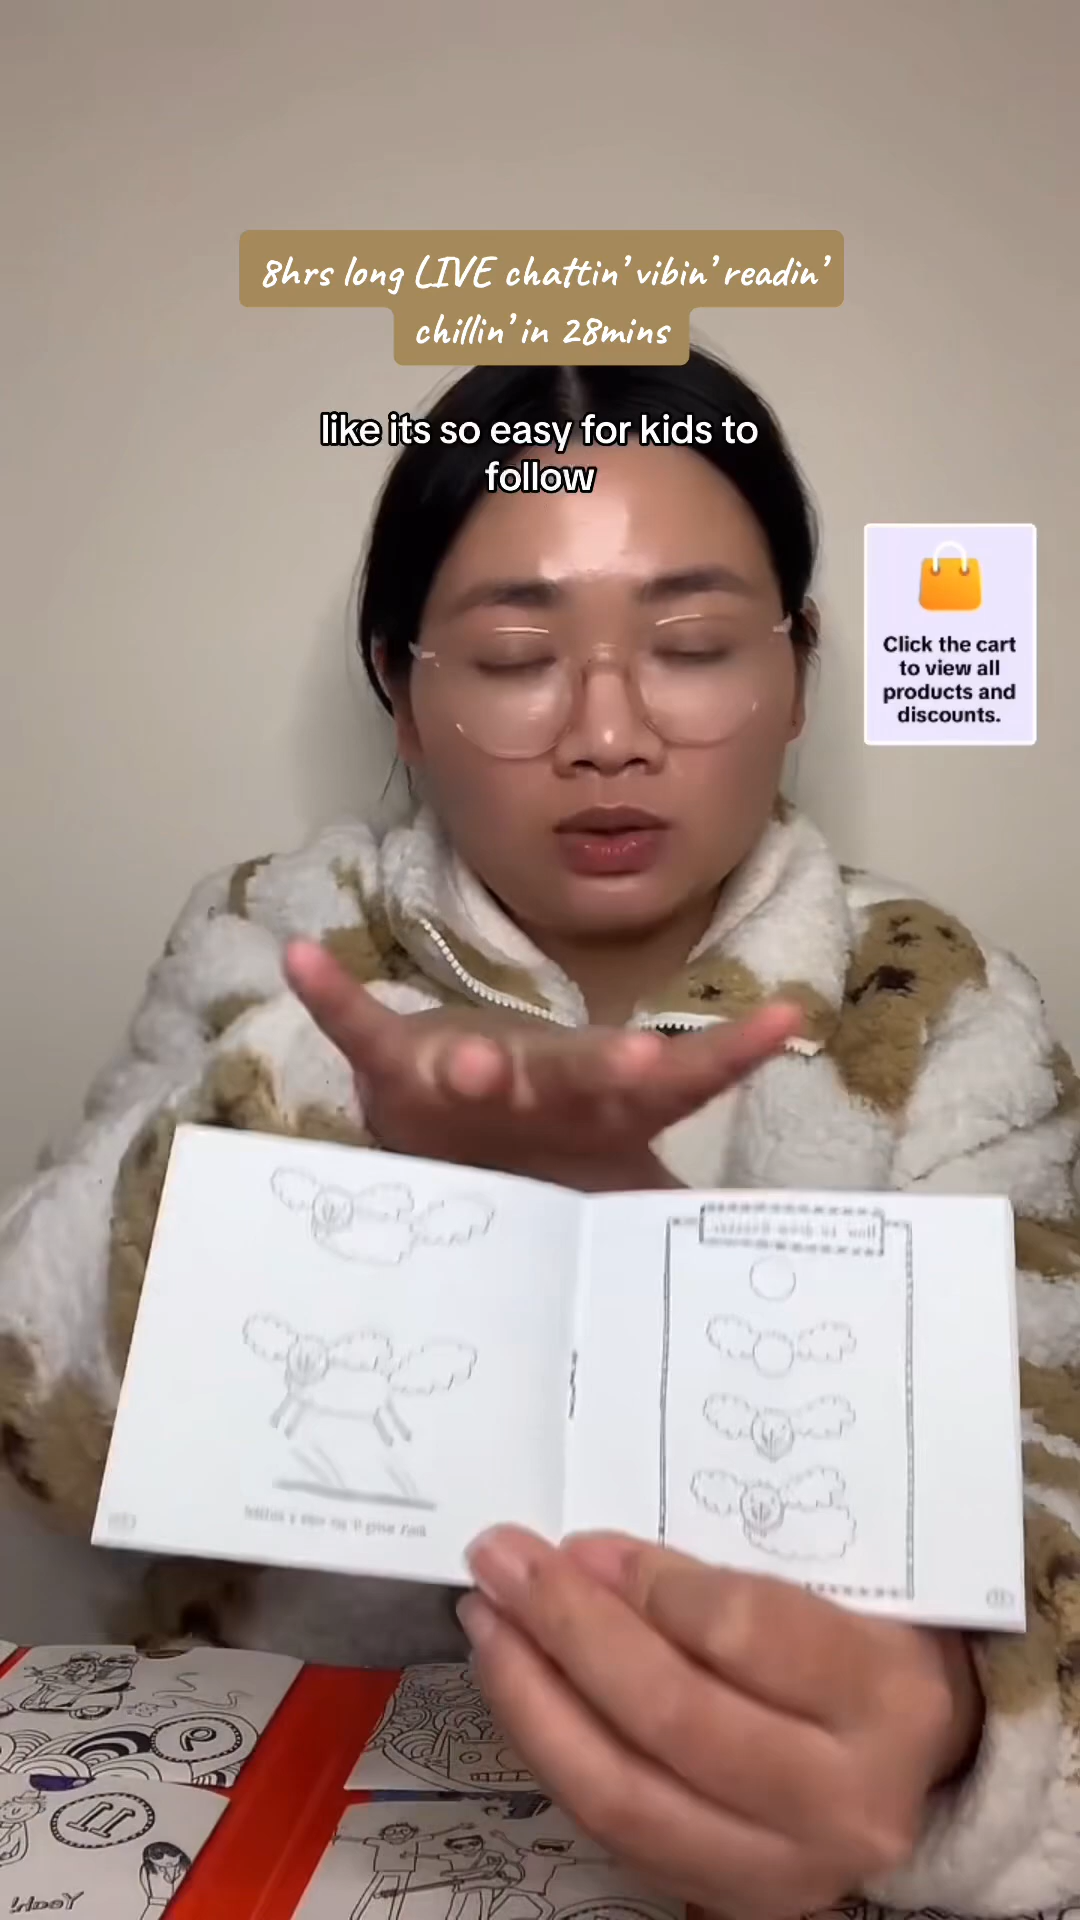 8hrs long LIVE chattin' vibin' readin'
chillin' in 28mins
like its so easy for kids to
follow
Click the cart
to view all
products and
discounts.
11